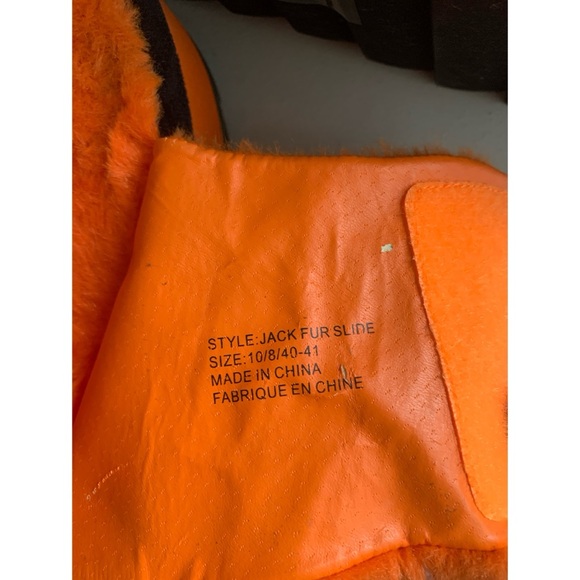 STYLE:JACK FUR SLIDE
SIZE:10/8/40-41
MADE IN CHINA
FABRIQUE EN CHINE